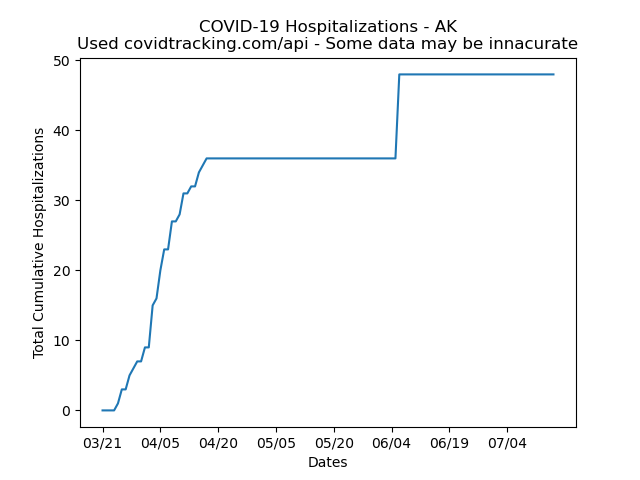 COVID-19 Hospitalizations - AK
Used covidtracking.com/api - Some data may be innacurate
Total Cumulative Hospitalizations
50
40
30
20
10
0
03/21 04/05 04/20 05/05 05/20 06/04 06/19 07/04
Dates